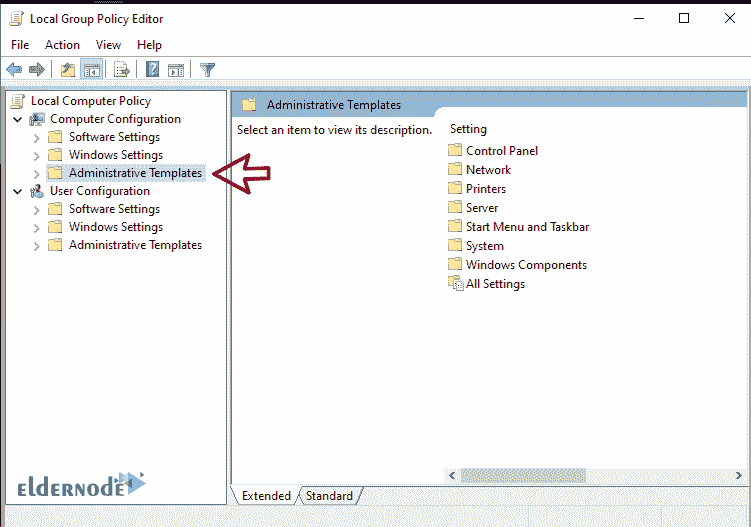 Local Group Policy Editor
File Action View Help
Local Computer Policy
Computer Configuration
Software Settings
Windows Settings
Administrative Templates
User Configuration
Software Settings
Windows Settings
Administrative Templates
Administrative Templates
Select an item to view its description.
Setting
Control Panel
Network
Printers
Server
Start Menu and Taskbar
System
Windows Components
All Settings
eldernode
Extended Standard